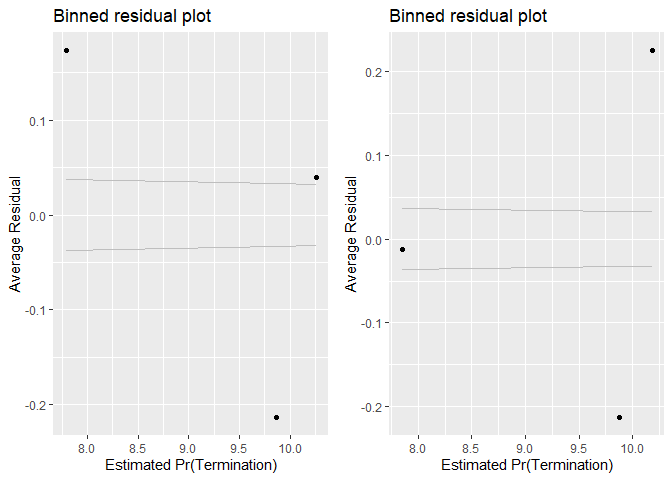 Binned residual plot
Average Residual
0.1
0.0
-0.1
-0.2
8.0 8.5 9.0 9.5 10.0
Estimated Pr(Termination)
Binned residual plot
Average Residual
0.2
0.1
0.0
-0.1
-0.2
8.0 8.5 9.0 9.5 10.0
Estimated Pr(Termination)